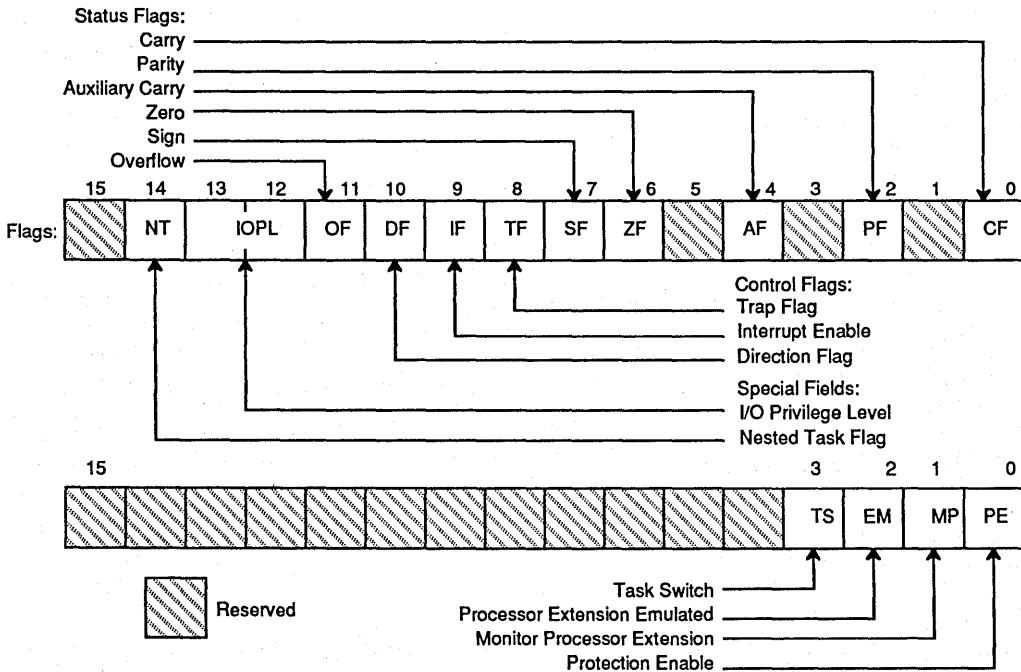 Status Flags:
Carry
Parity
Auxiliary Carry
Zero
Sign
Overflow
15 14 13 12 11 10 9 8 7 6 5 4 3 2 1 0
Flags: NT IOPL OF DF IF TF SF ZF AF PF CF
Control Flags:
Trap Flag
Interrupt Enable
Direction Flag
Special Fields:
I/O Privilege Level
Nested Task Flag
15 3 2 1 0
TS EM MP PE
Reserved
Task Switch
Processor Extension Emulated
Monitor Processor Extension
Protection Enable